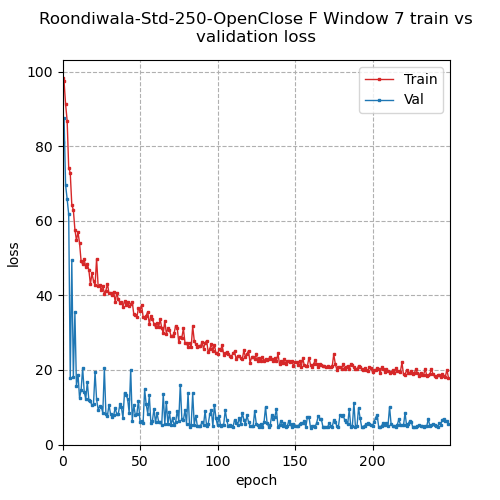 Roondiwala-Std-250-OpenClose F Window 7 train vs
validation loss
100
80
60
40
20
0
loss
Train
Val
0
50
100
150
200
epoch